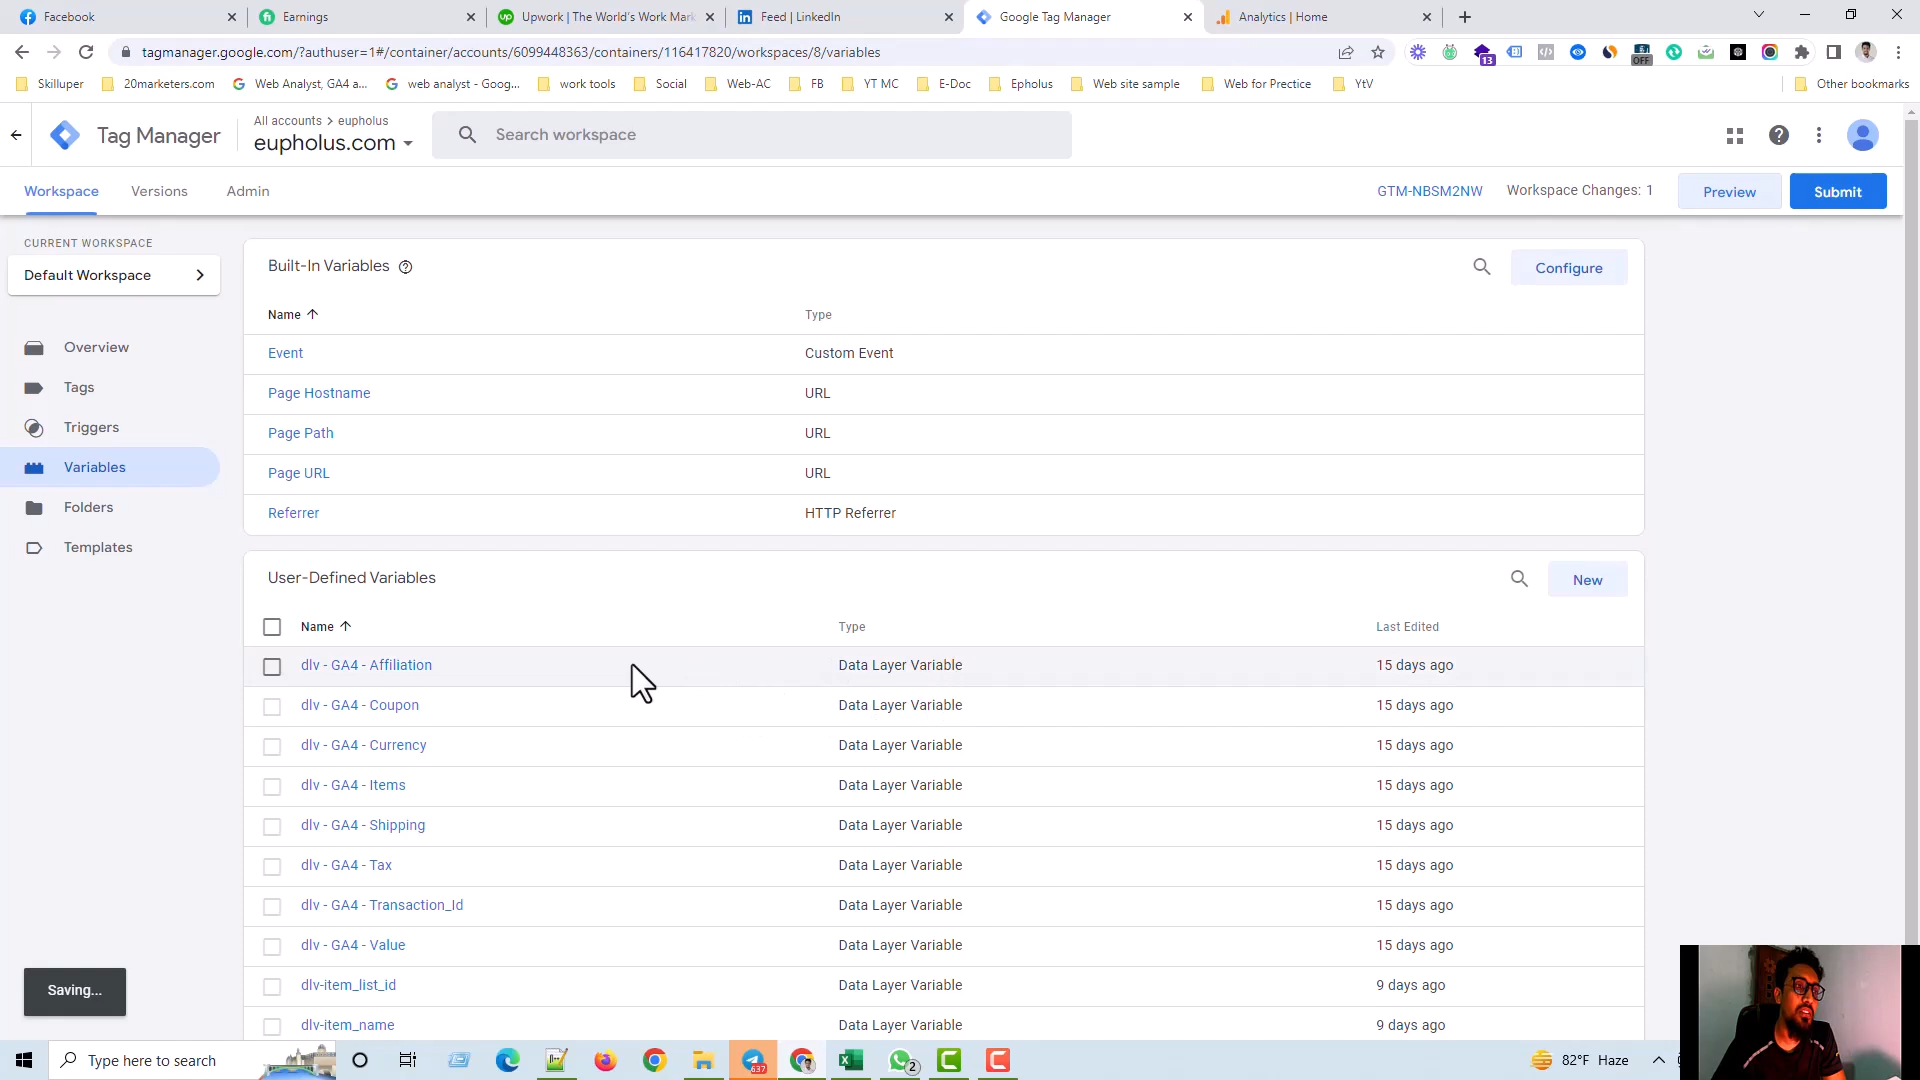 Facebook
Earnings
Upwork | The World's Work Mark
Feed | LinkedIn
Google Tag Manager
Analytics | Home
tagmanager.google.com/?authuser=1#/container/accounts/6099448363/containers/116417820/workspaces/8/variables
13
OFF
Skilluper
20marketers.com
Web Analyst, GA4 a...
web analyst - Goog...
work tools
Social
Web-AC
FB
YT MC
E-Doc
Epholus
Web site sample
Web for Prectice
YtV
Other bookmarks
Tag Manager
All accounts > eupholus
eupholus.com
Search workspace
Workspace
Versions
Admin
GTM-NBSM2NW
Workspace Changes: 1
Preview
Submit
CURRENT WORKSPACE
Default Workspace
Overview
Tags
Triggers
Variables
Folders
Templates
Built-In Variables
Configure
Name
Type
Event
Custom Event
Page Hostname
URL
Page Path
URL
Page URL
URL
Referrer
HTTP Referrer
User-Defined Variables
New
Name
Type
Last Edited
dlv - GA4 - Affiliation
Data Layer Variable
15 days ago
dlv - GA4 - Coupon
Data Layer Variable
15 days ago
dlv - GA4 - Currency
Data Layer Variable
15 days ago
dlv - GA4 - Items
Data Layer Variable
15 days ago
dlv - GA4 - Shipping
Data Layer Variable
15 days ago
dlv - GA4 - Tax
Data Layer Variable
15 days ago
dlv - GA4 - Transaction_Id
Data Layer Variable
15 days ago
dlv - GA4 - Value
Data Layer Variable
15 days ago
dlv-item_list_id
Data Layer Variable
9 days ago
dlv-item_name
Data Layer Variable
9 days ago
Saving...
Type here to search
637
2
82°F Haze